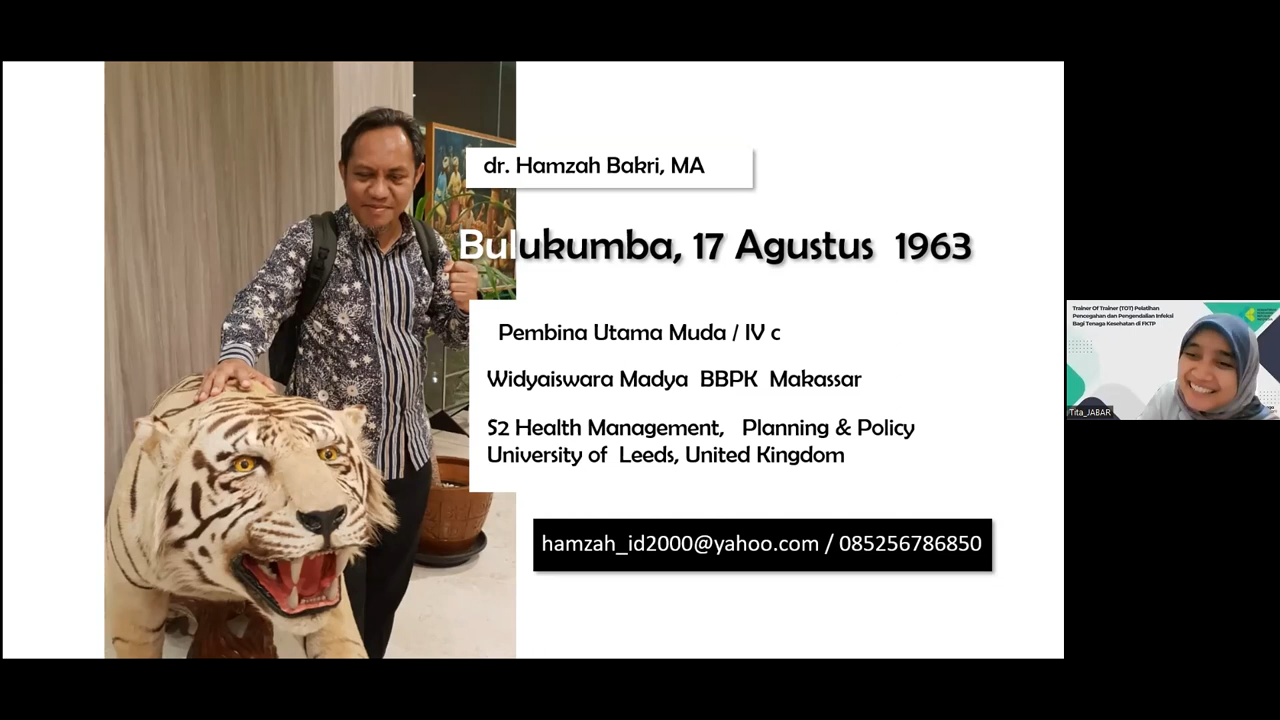 dr. Hamzah Bakri, MA
Bulukumba, 17 Agustus 1963
Pembina Utama Muda / IV c
Widyaiswara Madya BBPK Makassar
S2 Health Management, Planning & Policy
University of Leeds, United Kingdom
hamzah_id2000@yahoo.com / 085256786850
Trainer Of Trainer (TOT) Pelatihan
Pencegahan dan Pengendalian Infeksi
Bagi Tenaga Kesehatan di FKTP
Tita_JABAR